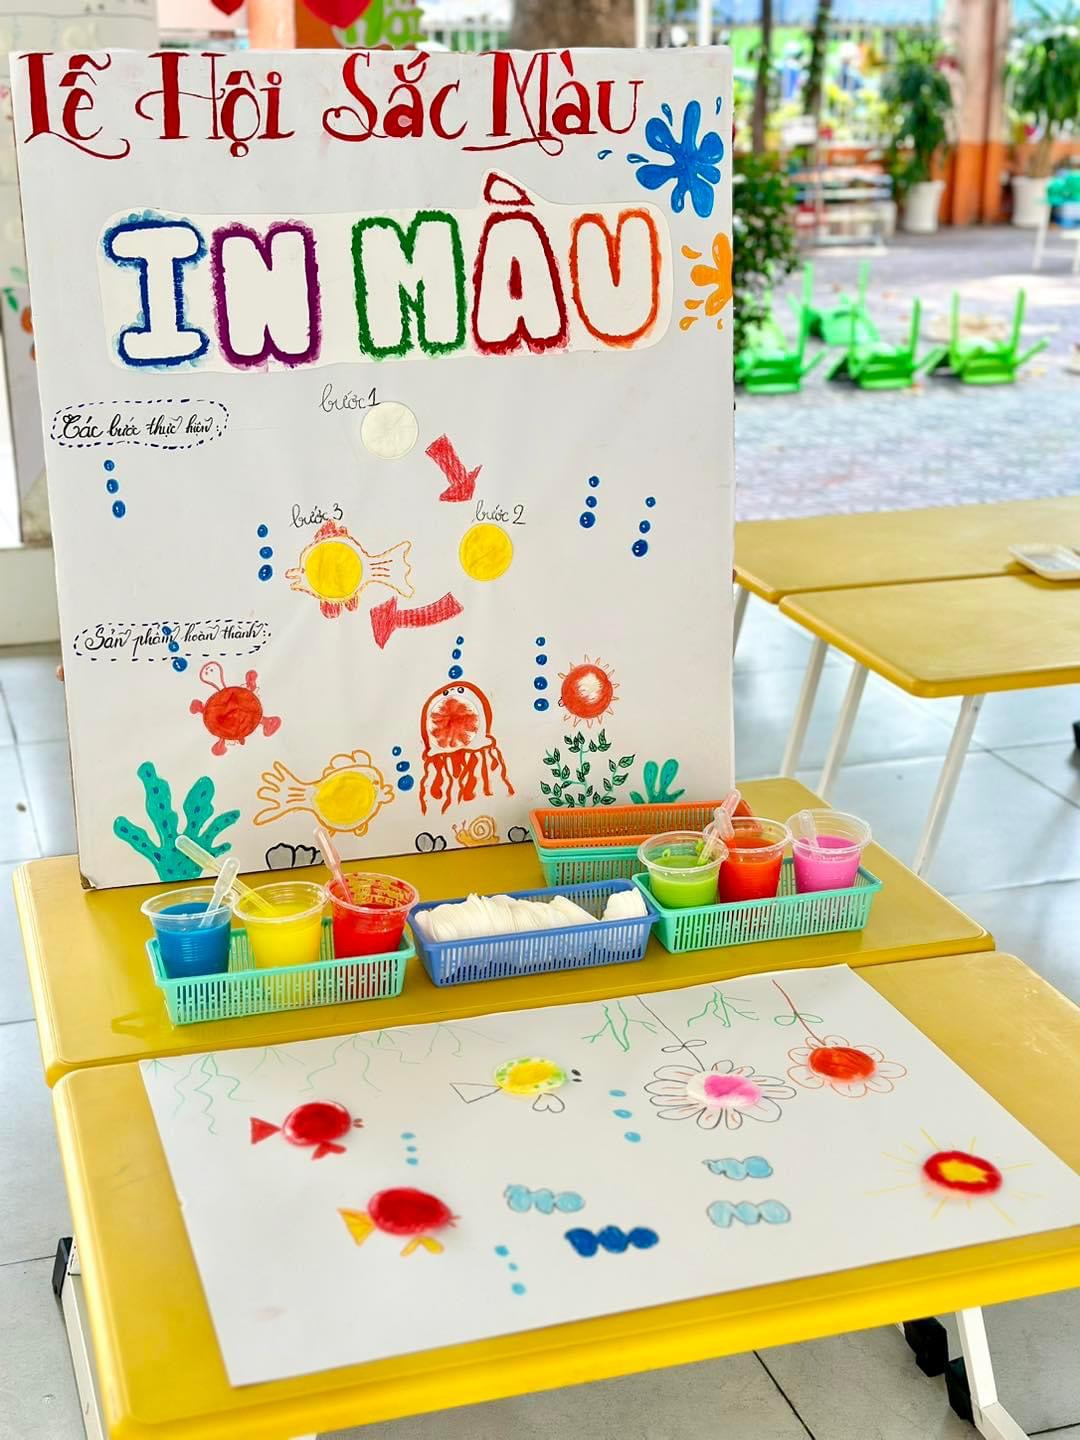 Lễ Hội Sắc Màu
IN MÀU
bước 1
Các bước thực hiện:
bước 3
bước 2
Sản phẩm hoàn thành: